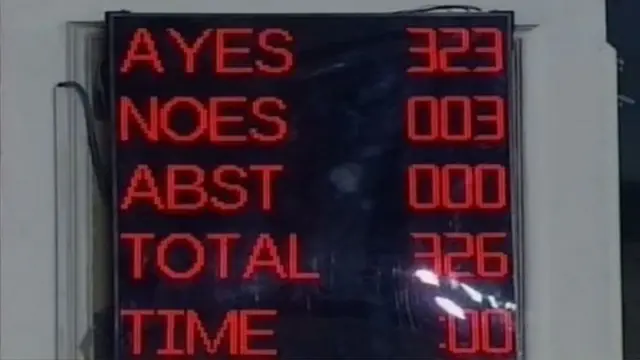 AYES 323
NOES 003
ABST 000
TOTAL 326
TIME :00